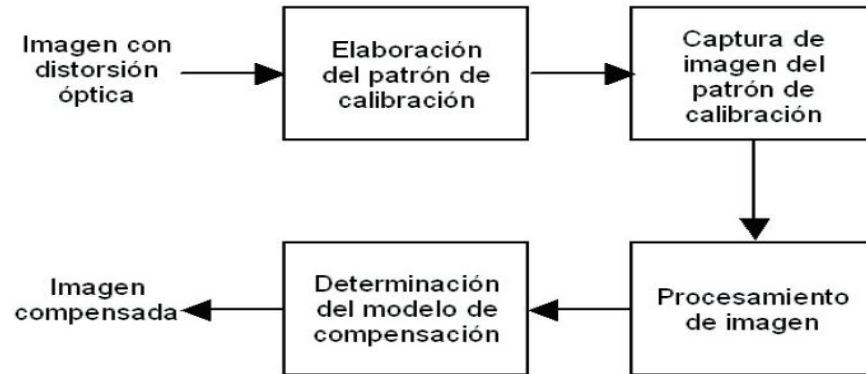 Imagen con
distorsión
óptica
Elaboración
del patrón de
calibración
Captura de
imagen del
patrón de
calibración
Procesamiento
de imagen
Determinación
del modelo de
compensación
Imagen
compensada